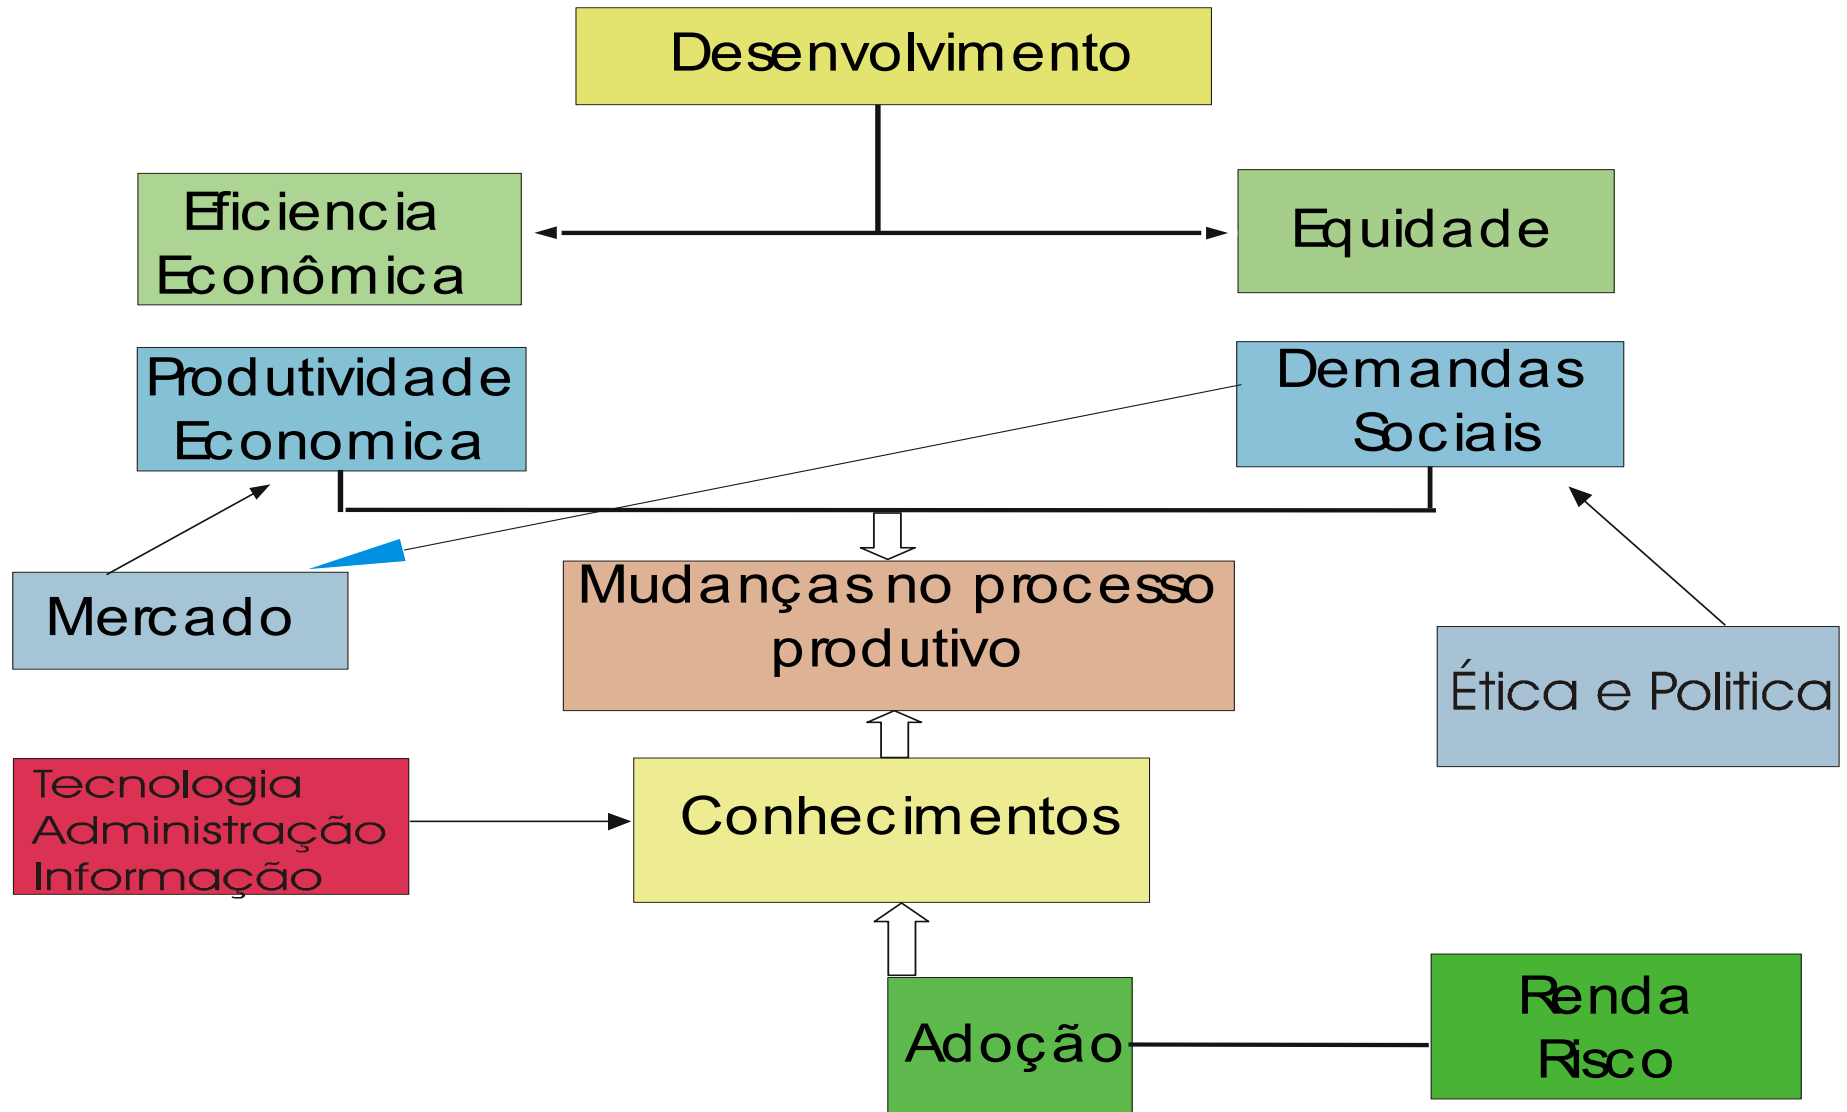 Desenvolvimento
Eficiencia
Econômica
Equidade
Produtividade
Economica
Demandas
Sociais
Mercado
Mudanças no processo
produtivo
Ética e Politica
Tecnologia
Administração
Informação
Conhecimentos
Adoção
Renda
Risco